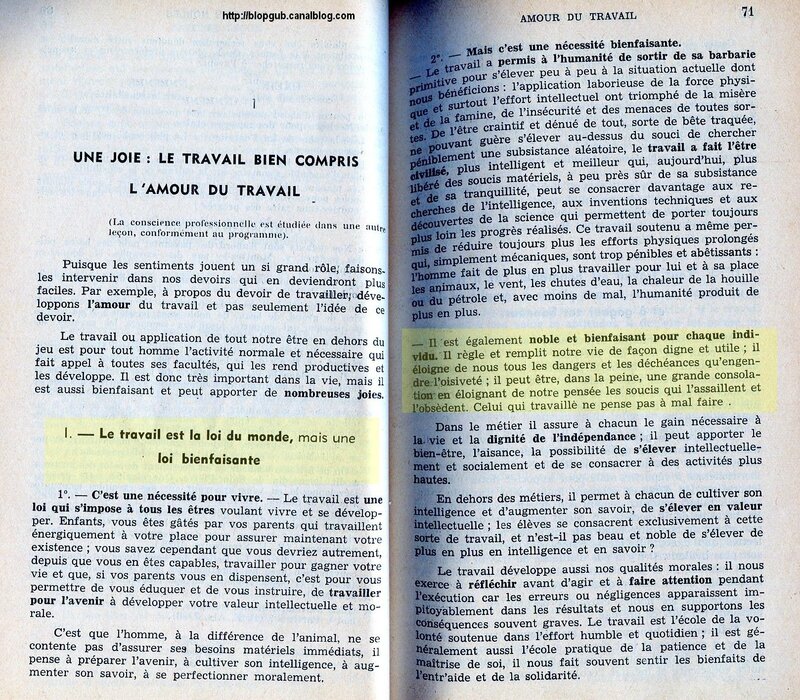 http://blopgub.canalblog.com
UNE JOIE : LE TRAVAIL BIEN COMPRIS
L'AMOUR DU TRAVAIL
(La conscience professionnelle est étudiée dans une autre
leçon, conformément au programme).
Puisque les sentiments jouent un si grand rôle, faisons-
les intervenir dans nos devoirs qui en deviendront plus
faciles. Par exemple, à propos du devoir de travailler, déve-
loppons l'amour du travail et pas seulement l'idée de ce
devoir.
Le travail ou application de tout notre être en dehors du
jeu est pour tout homme l'activité normale et nécessaire qui
fait appel à toutes ses facultés, qui les rend productives et
les développe. Il est donc très important dans la vie, mais il
est aussi bienfaisant et peut apporter de nombreuses joies.
I. — Le travail est la loi du monde, mais une
loi bienfaisante
1°. — C'est une nécessité pour vivre. — Le travail est une
loi qui s'impose à tous les êtres voulant vivre et se dévelop-
per. Enfants, vous êtes gâtés par vos parents qui travaillent
énergiquement à votre place pour assurer maintenant votre
existence ; vous savez cependant que vous devriez autrement,
depuis que vous en êtes capables, travailler pour gagner votre
vie et que, si vos parents vous en dispensent, c'est pour vous
permettre de vous éduquer et de vous instruire, de travailler
pour l'avenir à développer votre valeur intellectuelle et mo-
rale.
C'est que l'homme, à la différence de l'animal, ne se
contente pas d'assurer ses besoins matériels immédiats, il
pense à préparer l'avenir, à cultiver son intelligence, à aug-
menter son savoir, à se perfectionner moralement.
AMOUR DU TRAVAIL 71
2°. — Mais c'est une nécessité bienfaisante.
— Le travail a permis à l'humanité de sortir de sa barbarie
primitive pour s'élever peu à peu à la situation actuelle dont
nous bénéficions : l'application laborieuse de la force physi-
que et surtout l'effort intellectuel ont triomphé de la misère
et de la famine, de l'insécurité et des menaces de toutes sor-
tes. De l'être craintif et dénué de tout, sorte de bête traquée,
ne pouvant guère s'élever au-dessus du souci de chercher
péniblement une subsistance aléatoire, le travail a fait l'être
civilisé, plus intelligent et meilleur qui, aujourd'hui, plus
libéré des soucis matériels, à peu près sûr de sa subsistance
et de sa tranquilité, peut se consacrer davantage aux re-
cherches de l'intelligence, aux inventions techniques et aux
découvertes de la science qui permettent de porter toujours
plus loin les progrès réalisés. Ce travail soutenu a même per-
mis de réduire toujours plus les efforts physiques prolongés
qui, simplement mécaniques, sont trop pénibles et abêtissants :
l'homme fait de plus en plus travailler pour lui et à sa place
les animaux, le vent, les chutes d'eau, la chaleur de la houille
ou du pétrole et, avec moins de mal, l'humanité produit de
plus en plus.
— Il est également noble et bienfaisant pour chaque indi-
vidu. Il règle et remplit notre vie de façon digne et utile ; il
éloigne de nous tous les dangers et les déchéances qu'engen-
dre l'oisiveté ; il peut être, dans la peine, une grande consola-
tion en éloignant de notre pensée les soucis qui l'assaillent et
l'obsèdent. Celui qui travaille ne pense pas à mal faire .
Dans le métier il assure à chacun le gain nécessaire à
la vie et la dignité de l'indépendance ; il peut apporter le
bien-être, l'aisance, la possibilité de s'élever intellectuelle-
ment et socialement et de se consacrer à des activités plus
hautes.
En dehors des métiers, il permet à chacun de cultiver son
intelligence et d'augmenter son savoir, de s'élever en valeur
intellectuelle ; les élèves se consacrent exclusivement à cette
sorte de travail, et n'est-il pas beau et noble de s'élever de
plus en plus en intelligence et en savoir ?
Le travail développe aussi nos qualités morales : il nous
exerce à réfléchir avant d'agir et à faire attention pendant
l'exécution car les erreurs ou négligences apparaissent im-
pitoyablement dans les résultats et nous en supportons les
conséquences souvent graves. Le travail est l'école de la vo-
lonté soutenue dans l'effort humble et quotidien ; il est gé-
néralement aussi l'école pratique de la patience et de la
maîtrise de soi, il nous fait souvent sentir les bienfaits de
l'entr'aide et de la solidarité.